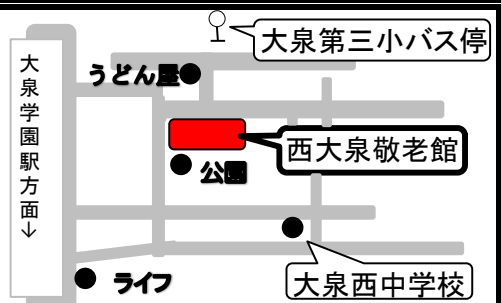 大泉第三小バス停
大泉学園駅方面↓
うどん屋
西大泉敬老館
公園
大泉西中学校
ライフ